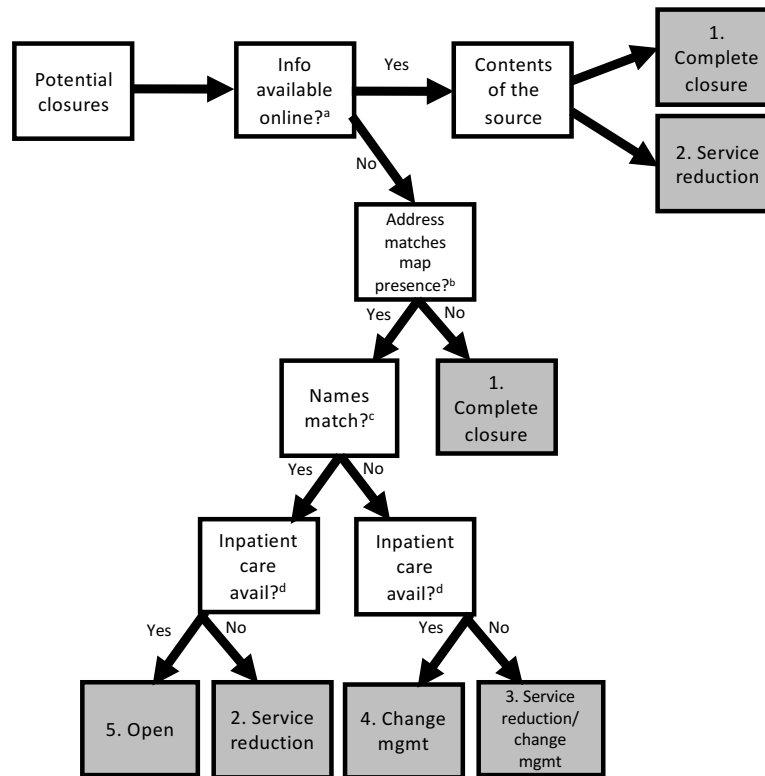 Potential
closures
Info
available
online?ᵃ
Yes
Contents
of the
source
1.
Complete
closure
2. Service
reduction
No
Address
matches
map
presence?ᵇ
Yes
No
Names
match?ᶜ
1.
Complete
closure
Yes
No
Inpatient
care
avail?ᵈ
Inpatient
care
avail?ᵈ
Yes
No
Yes
No
5. Open
2. Service
reduction
4. Change
mgmt
3. Service
reduction/
change
mgmt